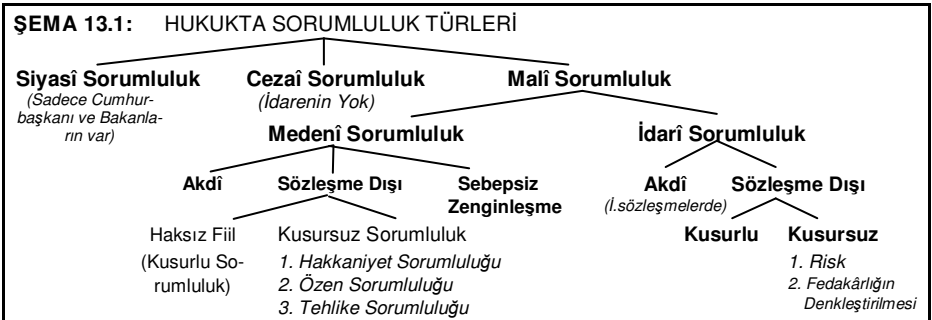 ŞEMA 13.1: HUKUKTA SORUMLULUK TÜRLERİ
Siyasî Sorumluluk Cezaî Sorumluluk Malî Sorumluluk
(Sadece Cumhur- (İdarenin Yok)
başkanı ve Bakanla-
rın var)
Medenî Sorumluluk İdarî Sorumluluk
Akdî Sözleşme Dışı Sebepsiz Akdî Sözleşme Dışı
Zenginleşme (İ.sözleşmelerde)
Haksız Fiil Kusursuz Sorumluluk Kusurlu Kusursuz
(Kusurlu So- 1. Hakkaniyet Sorumluluğu 1. Risk
rumluluk) 2. Özen Sorumluluğu 2. Fedakârlığın
3. Tehlike Sorumluluğu Denkleştirilmesi